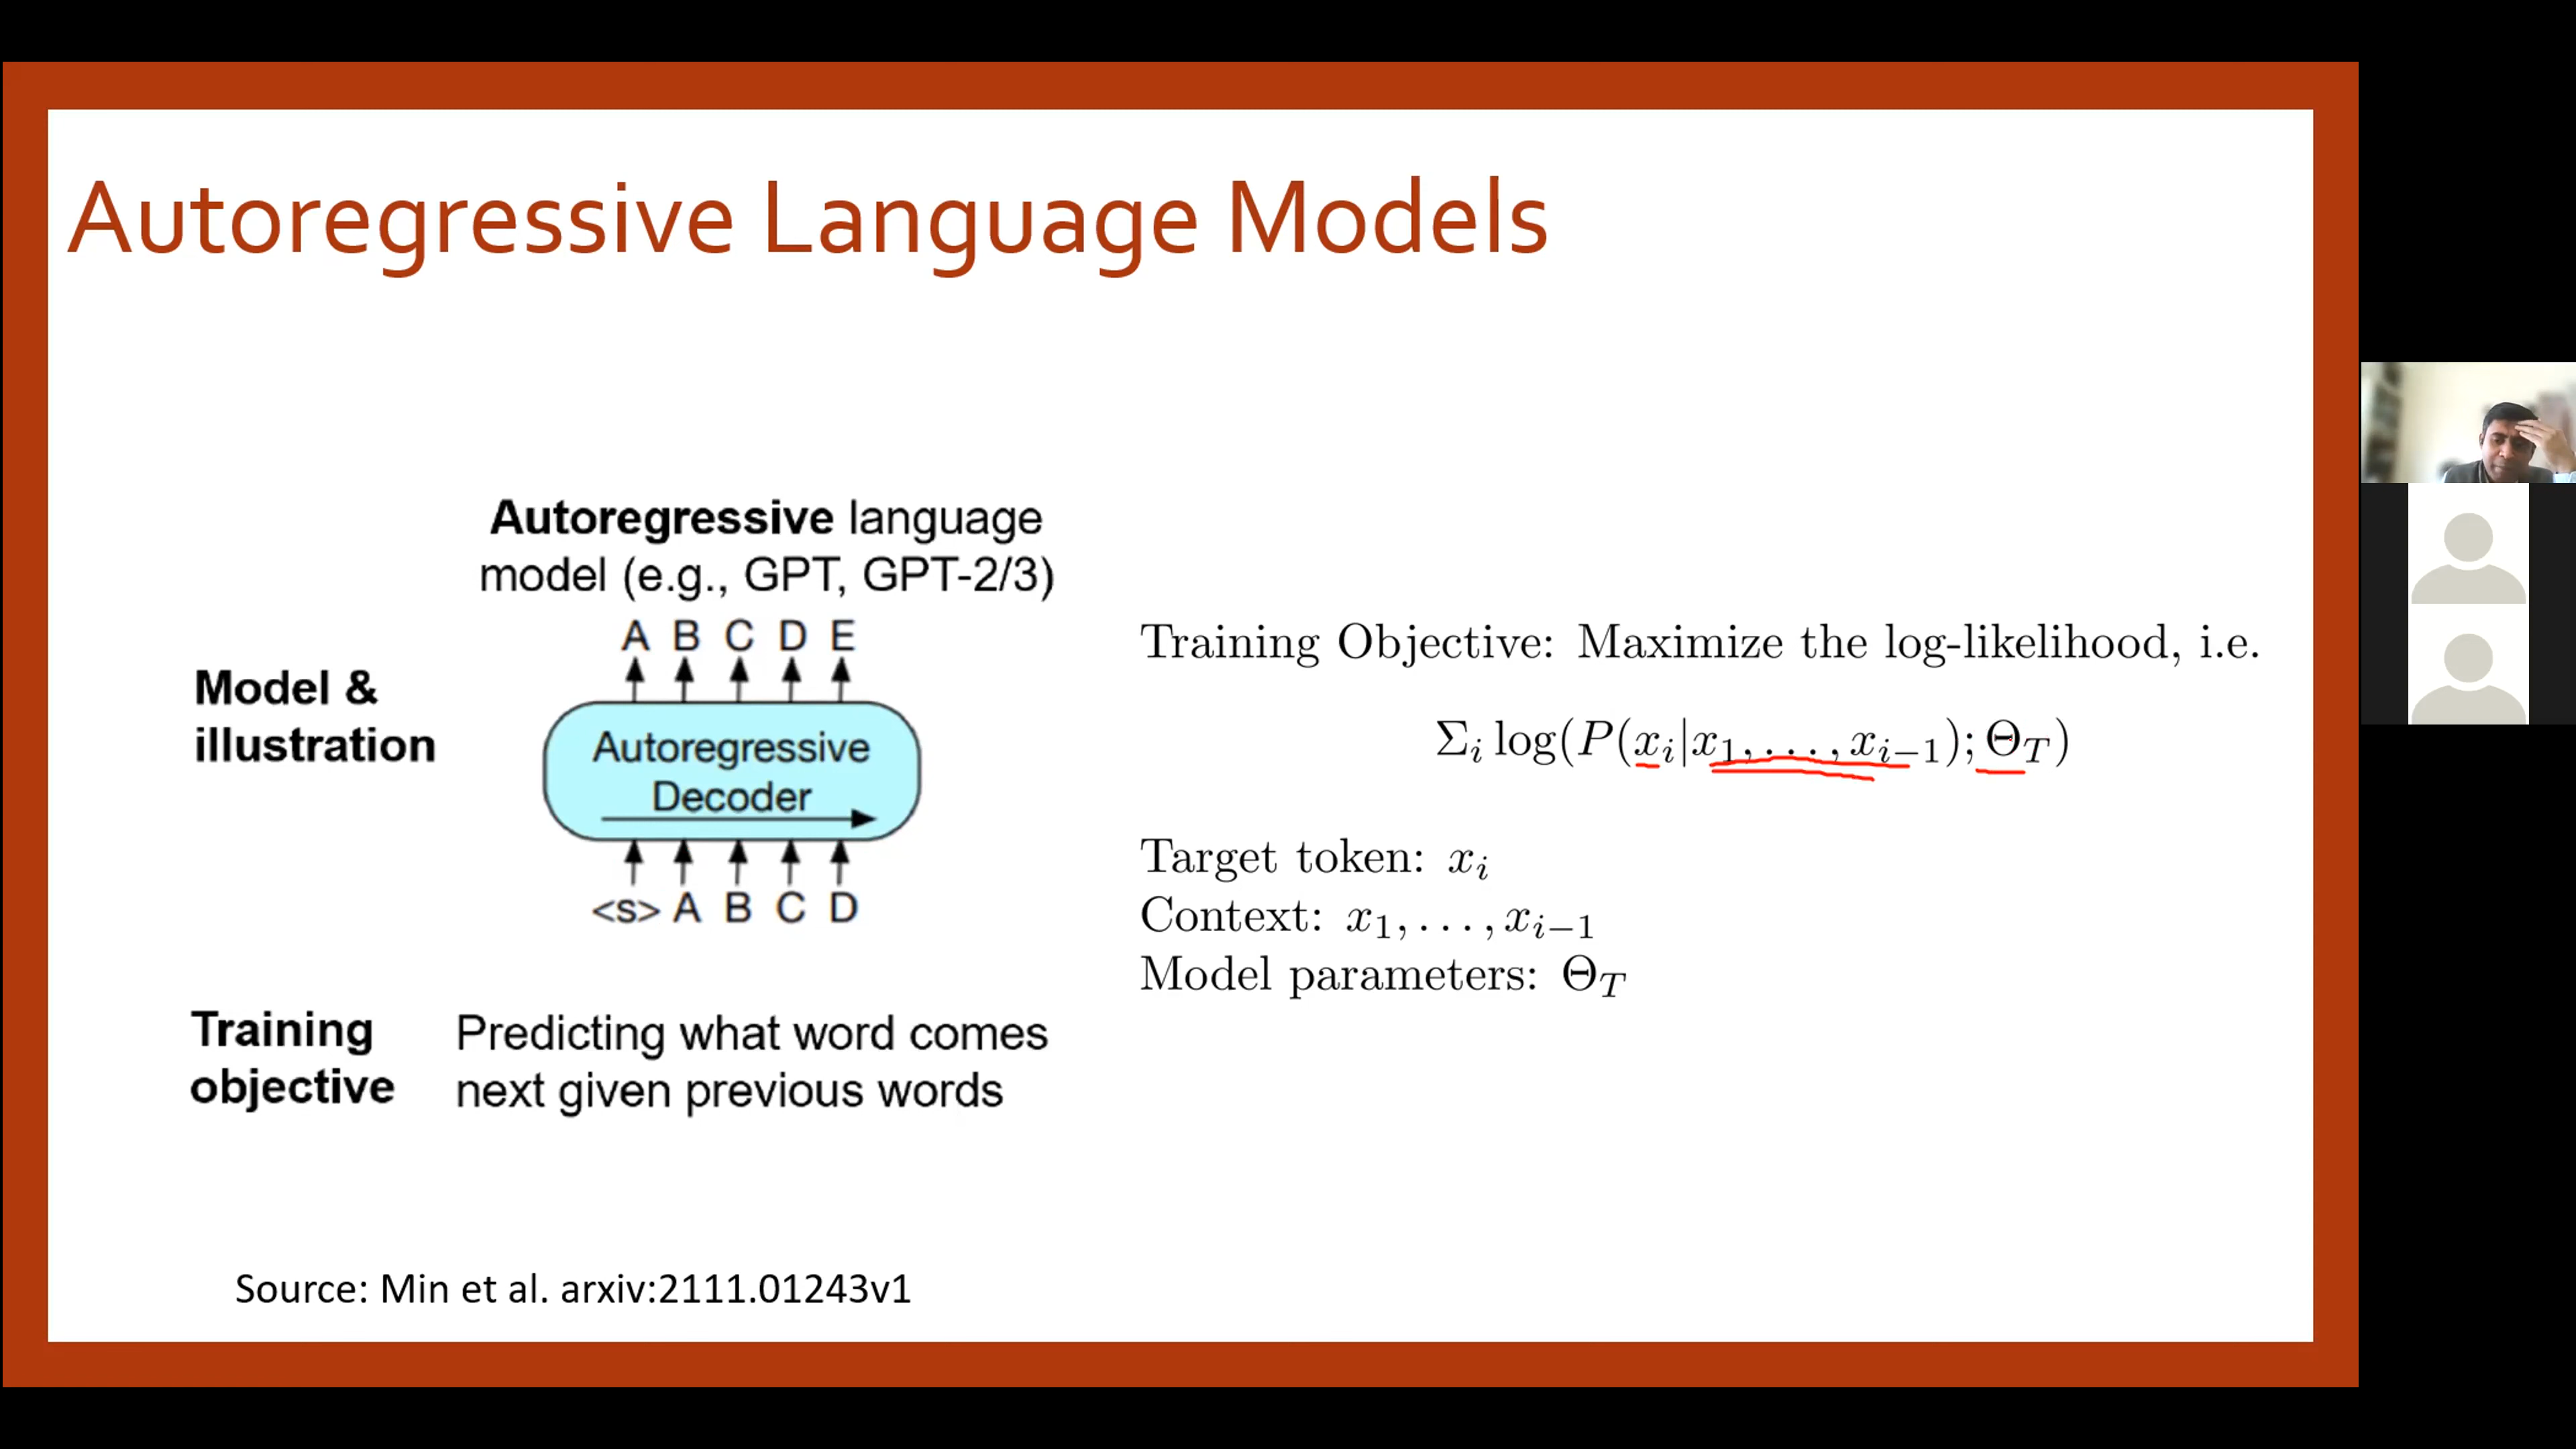 Autoregressive Language Models
Autoregressive language
model (e.g., GPT, GPT-2/3)
A B C D E
Model &
illustration
Autoregressive
Decoder
<s> A B C D
Training
objective
Predicting what word comes
next given previous words
Training Objective: Maximize the log-likelihood, i.e.
Σᵢ log(P(xᵢ|x₁, . . . , xᵢ₋₁); Θ_T)
Target token: xᵢ
Context: x₁, . . . , xᵢ₋₁
Model parameters: Θ_T
Source: Min et al. arxiv:2111.01243v1